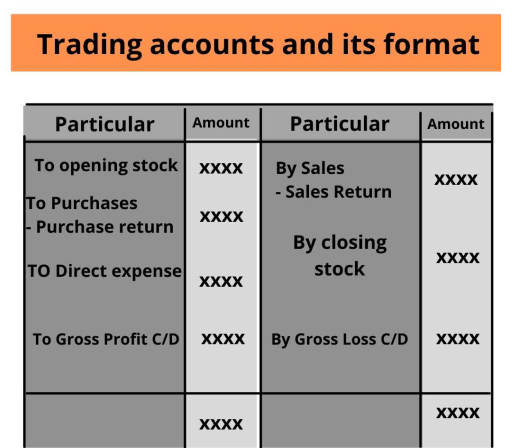 Trading accounts and its format
Particular Amount Particular Amount
To opening stock xxxx By Sales
- Sales Return xxxx
To Purchases
- Purchase return xxxx
By closing
stock xxxx
TO Direct expense xxxx
To Gross Profit C/D xxxx By Gross Loss C/D xxxx
xxxx xxxx